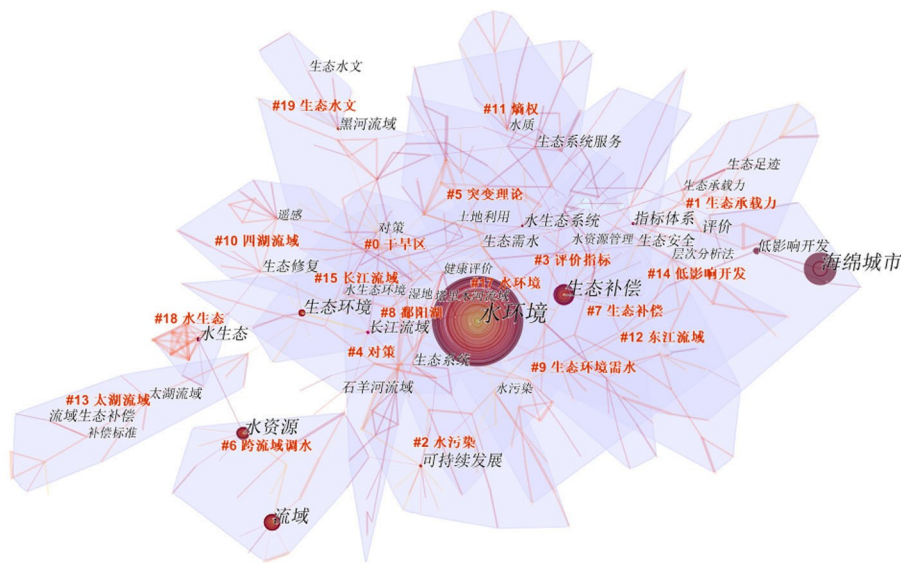 生态水文
#19 生态水文
黑河流域
#11 熵权
水质
生态系统服务
生态足迹
生态承载力
#1 生态承载力
#5 突变理论
遥感
土地利用
水生态系统
指标体系
评价
对策
#10 四湖流域
#0 干旱区
生态需水
水资源管理
生态安全
低影响开发
层次分析法
海绵城市
生态修复
健康评价
#3 评价指标
#14 低影响开发
#15 长江流域
#17 水环境
水生态环境
湿地
生态补偿
生态环境
#8 鄱阳湖
水环境
#7 生态补偿
#18 水生态
水生态
长江流域
#12 东江流域
#4 对策
生态系统
#9 生态环境需水
石羊河流域
水污染
太湖流域
#13 太湖流域
流域生态补偿
补偿标准
水资源
#6 跨流域调水
#2 水污染
可持续发展
流域